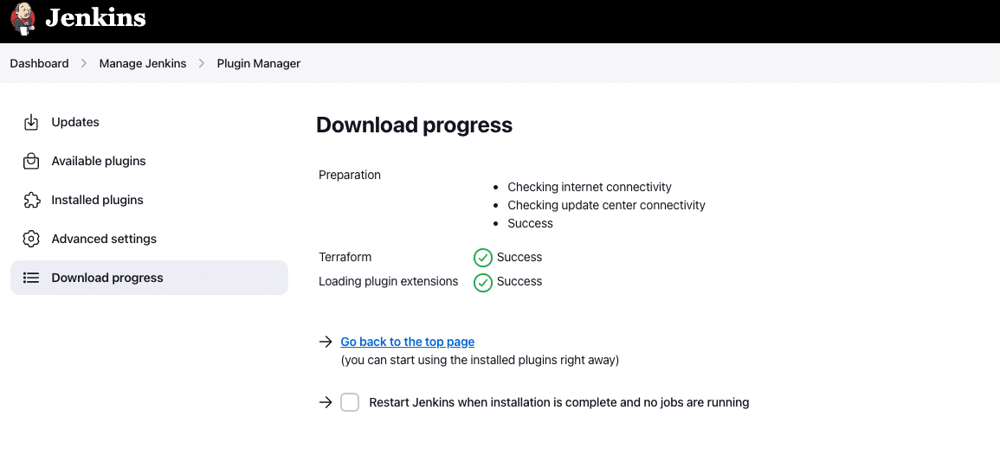 Jenkins
Dashboard > Manage Jenkins > Plugin Manager
Updates
Available plugins
Installed plugins
Advanced settings
Download progress
Download progress
Preparation
• Checking internet connectivity
• Checking update center connectivity
• Success
Terraform Success
Loading plugin extensions Success
Go back to the top page
(you can start using the installed plugins right away)
Restart Jenkins when installation is complete and no jobs are running